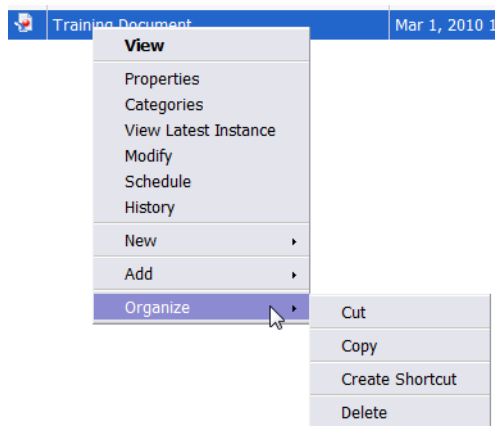 Training Document Mar 1, 2010 1
View
Properties
Categories
View Latest Instance
Modify
Schedule
History
New
Add
Organize
Cut
Copy
Create Shortcut
Delete